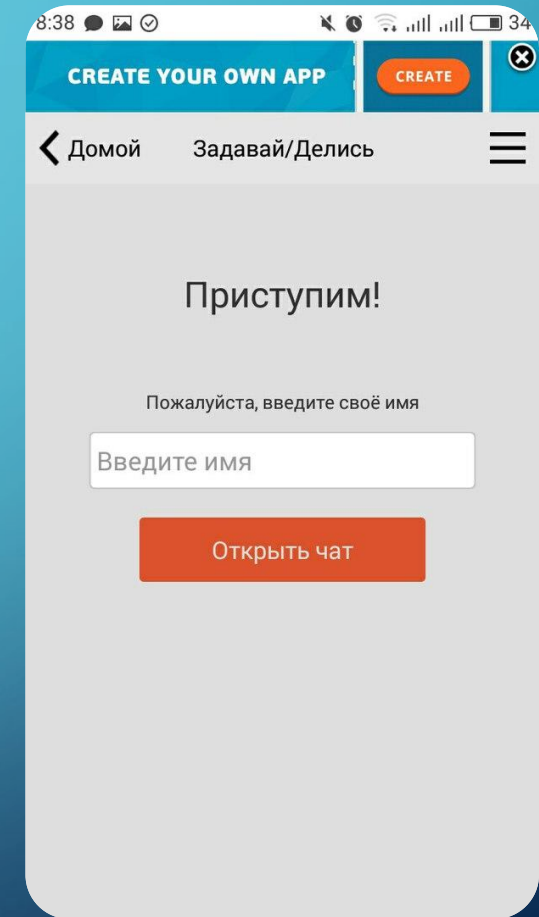 8:38 34
CREATE YOUR OWN APP CREATE
Домой Задавай/Делись
Приступим!
Пожалуйста, введите своё имя
Введите имя
Открыть чат